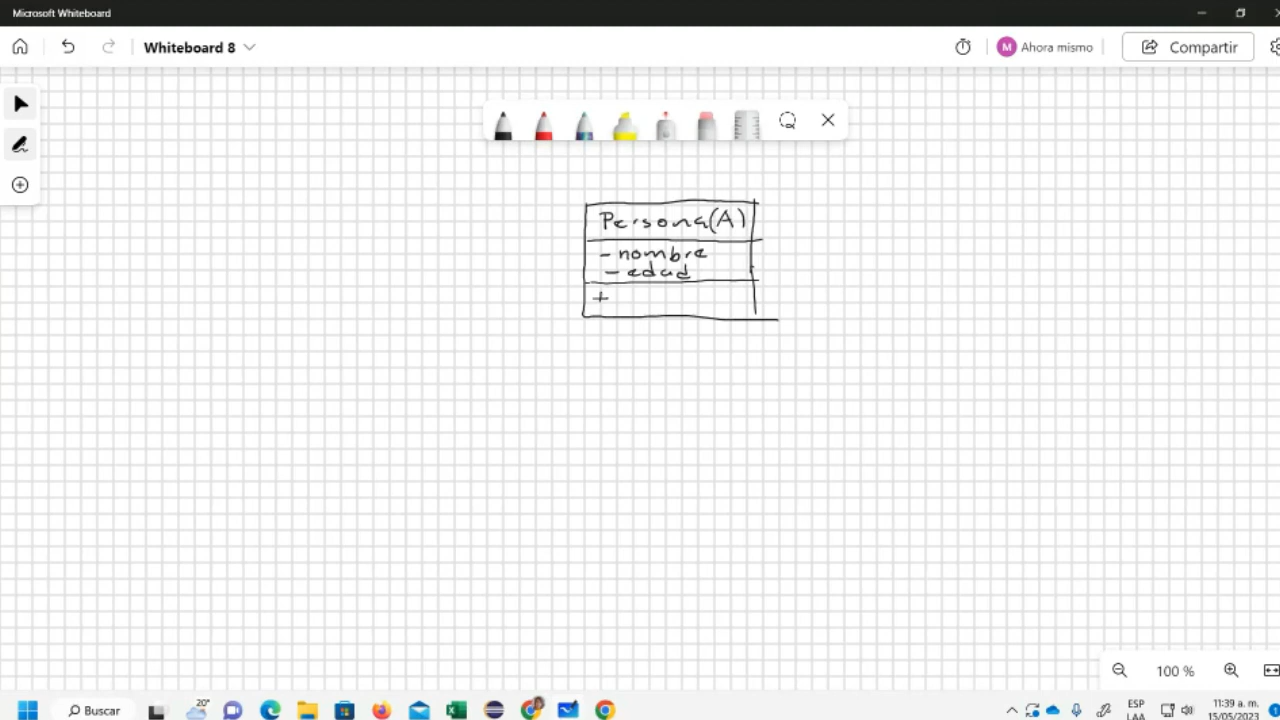 Microsoft Whiteboard
Whiteboard 8
M Ahora mismo
Compartir
Persona(A)
- nombre
- edad
+
100 %
20°
Buscar
ESP
LAA
11:39 a. m.
15/05/2023
1